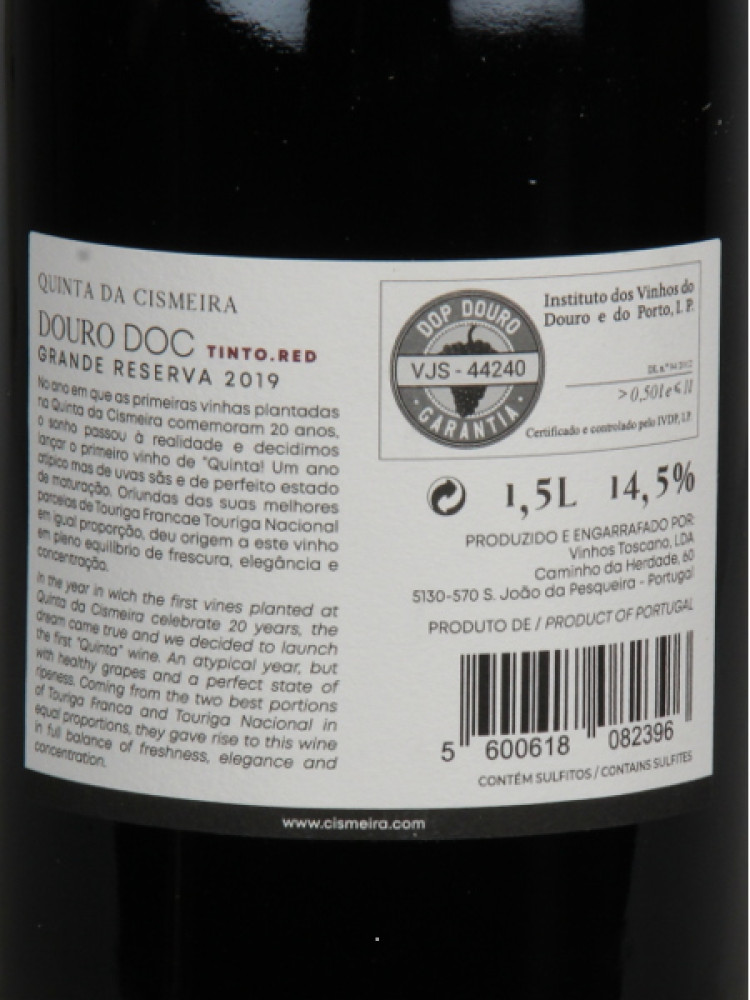 QUINTA DA CISMEIRA
DOURO DOC TINTO.RED
GRANDE RESERVA 2019
No ano em que as primeiras vinhas plantadas
na Quinta da Cismeira comemoram 20 anos,
o sonho passou à realidade e decidimos
lançar o primeiro vinho de "Quinta! Um ano
atípico mas de uvas sãs e de perfeito estado
de maturação. Oriundas das suas melhores
parcelas de Touriga Francae Touriga Nacional
em gual proporção, deu origem a este vinho
em pleno equilíbrio de frescura, elegância e
concentração.
In the year in wich the first vines planted at
Quinta da Cismeira celebrate 20 years, the
dream came true and we decided to launch
the first "Quinta" wine. An atypical year, but
with healthy grapes and a perfect state of
ripeness. Coming from the two best portions
of Touriga Franca and Touriga Nacional in
equal proportions, they gave rise to this wine
in full balance of freshness, elegance and
concentration.
DOP DOURO
VJS - 44240
• GARANTIA •
Instituto dos Vinhos do
Douro e do Porto, I. P.
> 0,50l e ≤ 1l
Certificado e controlado pelo IVDP, I.P.
1,5L 14,5%
PRODUZIDO E ENGARRAFADO POR:
Vinhos Toscano, LDA
Caminho da Herdade, 60
5130-570 S. João da Pesqueira - Portugal
PRODUTO DE / PRODUCT OF PORTUGAL
5 600618 082396
CONTÉM SULFITOS / CONTAINS SULFITES
www.cismeira.com